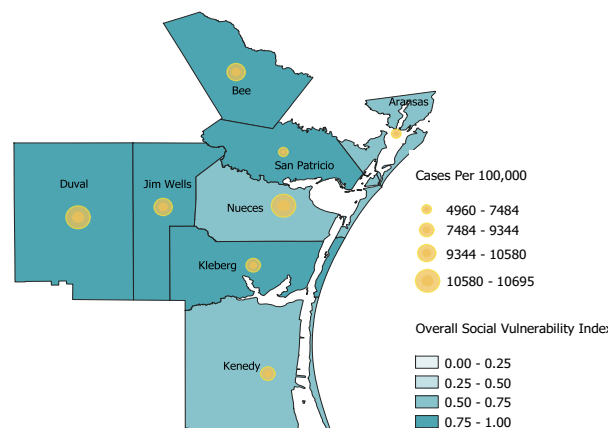 Bee
Aransas
San Patricio
Duval
Jim Wells
Nueces
Kleberg
Kenedy
Cases Per 100,000
4960 - 7484
7484 - 9344
9344 - 10580
10580 - 10695
Overall Social Vulnerability Index
0.00 - 0.25
0.25 - 0.50
0.50 - 0.75
0.75 - 1.00